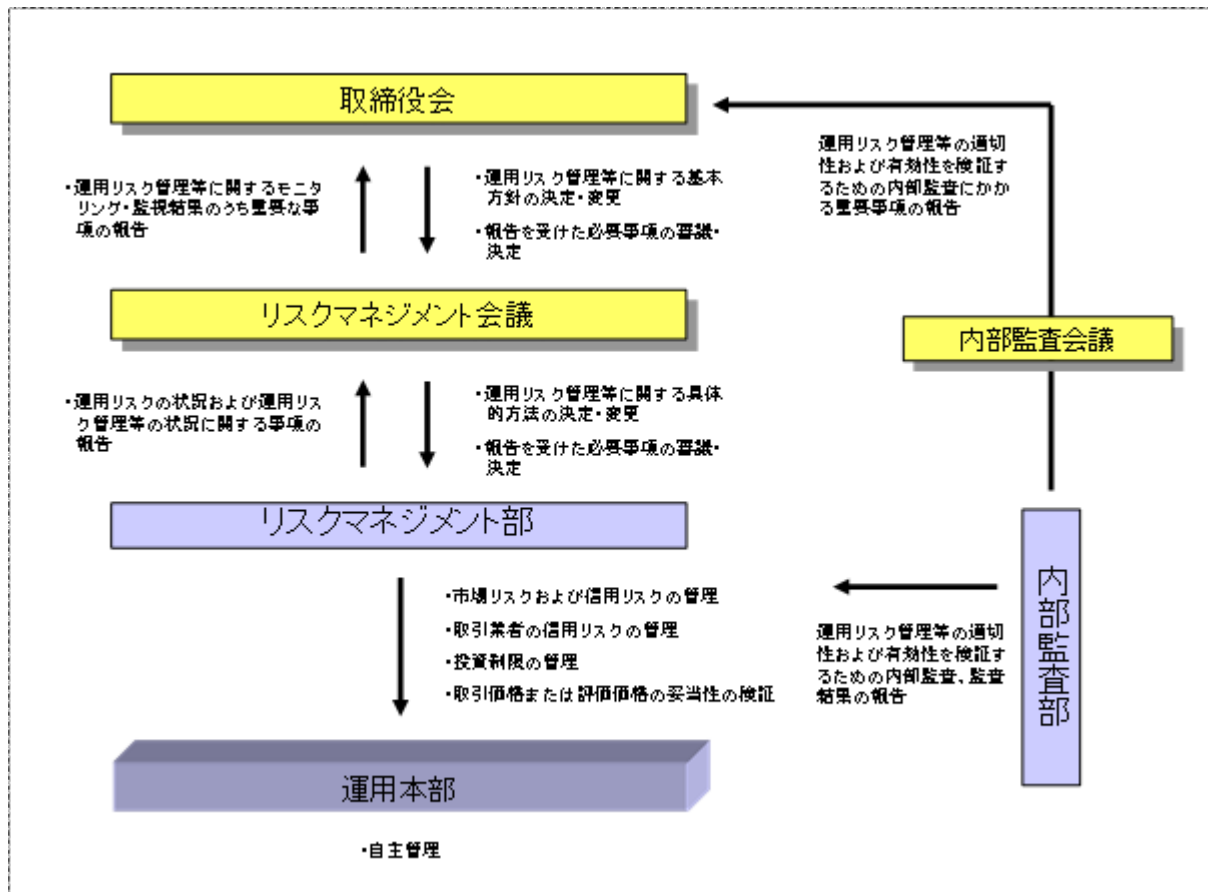 取締役会
・運用リスク管理等に関するモニ
タリング・監視結果のうち重要な事
項の報告
・運用リスク管理等に関する基本
方針の決定・変更
・報告を受けた必要事項の審議・
決定
運用リスク管理等の適切
性および有効性を検証す
るための内部監査にかか
る重要事項の報告
リスクマネジメント会議
内部監査会議
・運用リスクの状況および運用リス
ク管理等の状況に関する事項の
報告
・運用リスク管理等に関する具体
的方法の決定・変更
・報告を受けた必要事項の審議・
決定
リスクマネジメント部
内部監査部
・市場リスクおよび信用リスクの管理
・取引業者の信用リスクの管理
・投資制限の管理
・取引価格または評価価格の妥当性の検証
運用リスク管理等の適切
性および有効性を検証す
るための内部監査、監査
結果の報告
運用本部
・自主管理